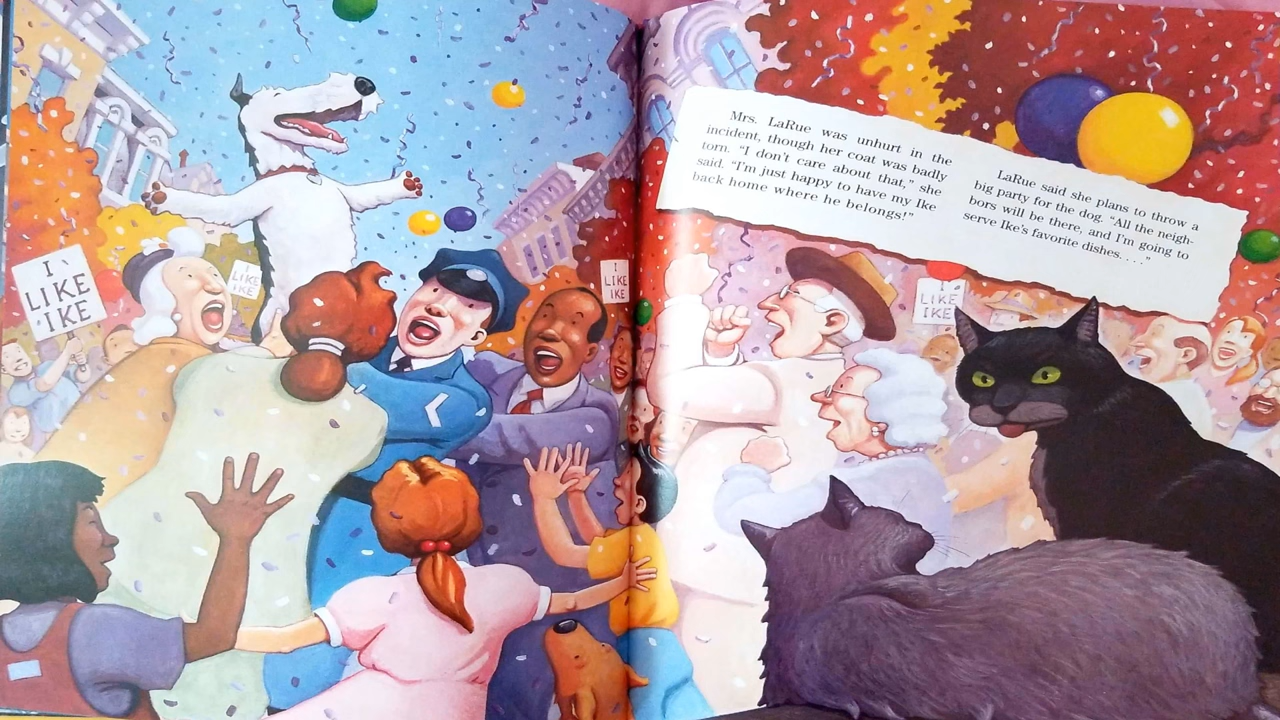 I
LIKE
IKE
I
LIKE
IKE
I
LIKE
IKE
Mrs. LaRue was unhurt in the
incident, though her coat was badly
torn. “I don’t care about that,” she
said. “I’m just happy to have my Ike
back home where he belongs!”
LaRue said she plans to throw a
big party for the dog. “All the neigh-
bors will be there, and I’m going to
serve Ike’s favorite dishes. . . .”
I
LIKE
IKE